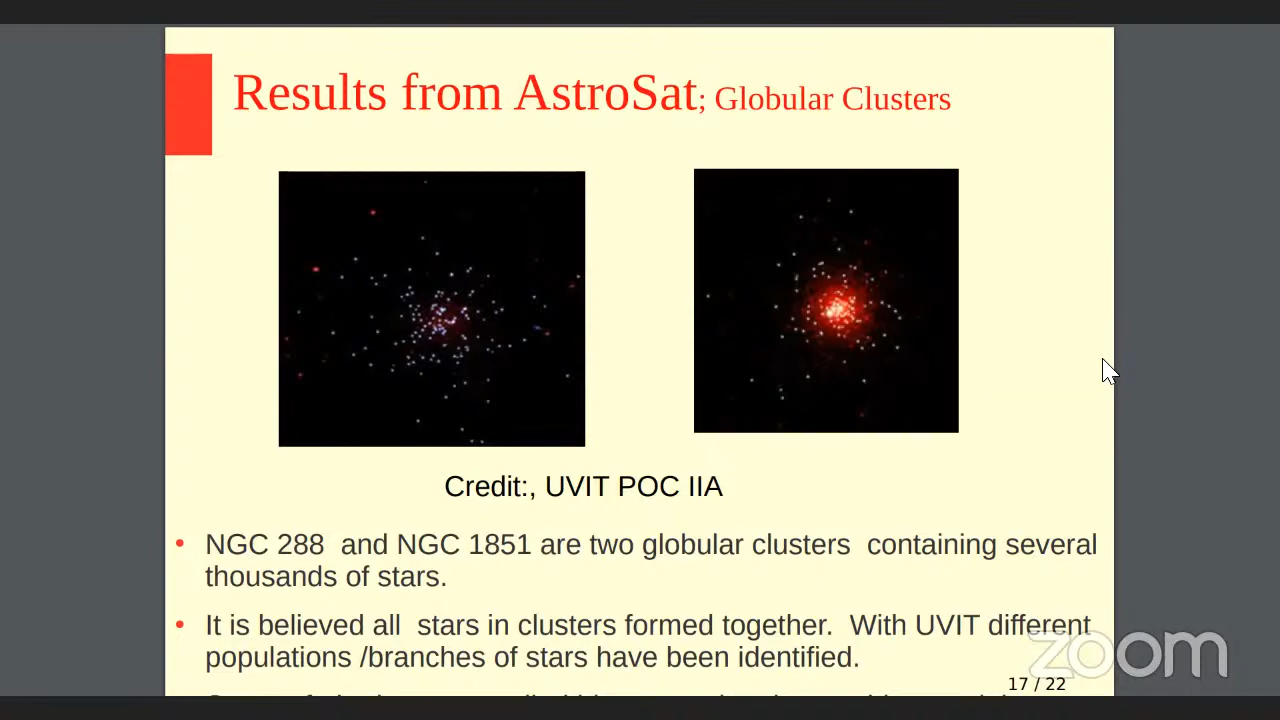 Results from AstroSat; Globular Clusters
Credit:, UVIT POC IIA
• NGC 288 and NGC 1851 are two globular clusters containing several
thousands of stars.
• It is believed all stars in clusters formed together. With UVIT different
populations /branches of stars have been identified.
zoom
17 / 22